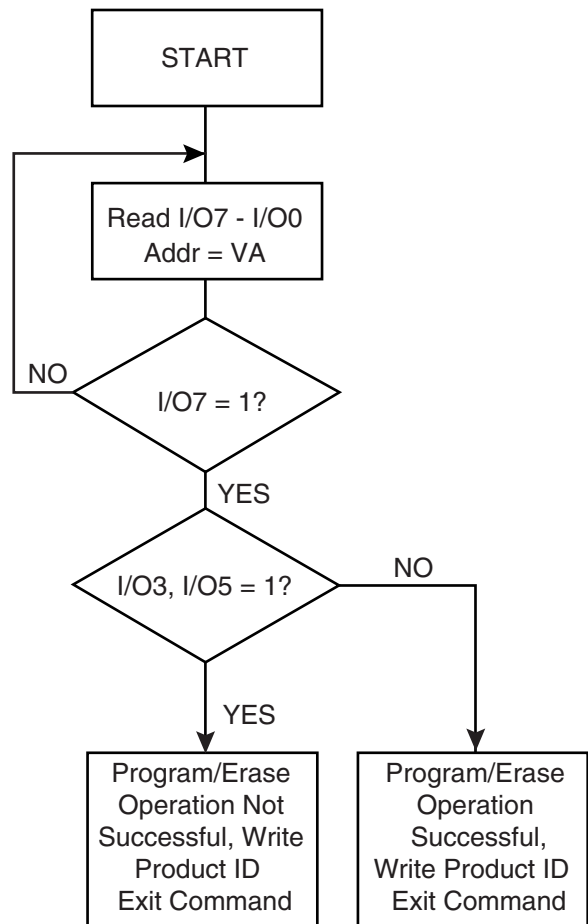 START
Read I/O7 - I/O0
Addr = VA
NO
I/O7 = 1?
YES
I/O3, I/O5 = 1?
NO
YES
Program/Erase
Operation Not
Successful, Write
Product ID
Exit Command
Program/Erase
Operation
Successful,
Write Product ID
Exit Command